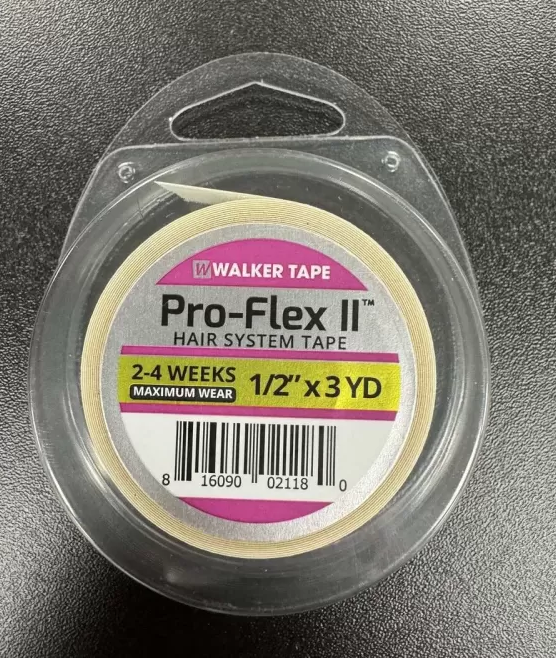 W WALKER TAPE
Pro-Flex II™
HAIR SYSTEM TAPE
2-4 WEEKS
MAXIMUM WEAR
1/2" x 3 YD
8 16090 02118 0